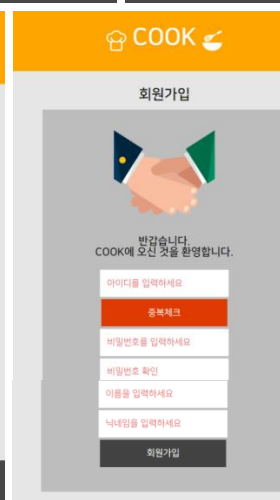 COOK
회원가입
반갑습니다.
COOK에 오신 것을 환영합니다.
아이디를 입력하세요
중복체크
비밀번호를 입력하세요
비밀번호 확인
이름을 입력하세요
닉네임을 입력하세요
회원가입